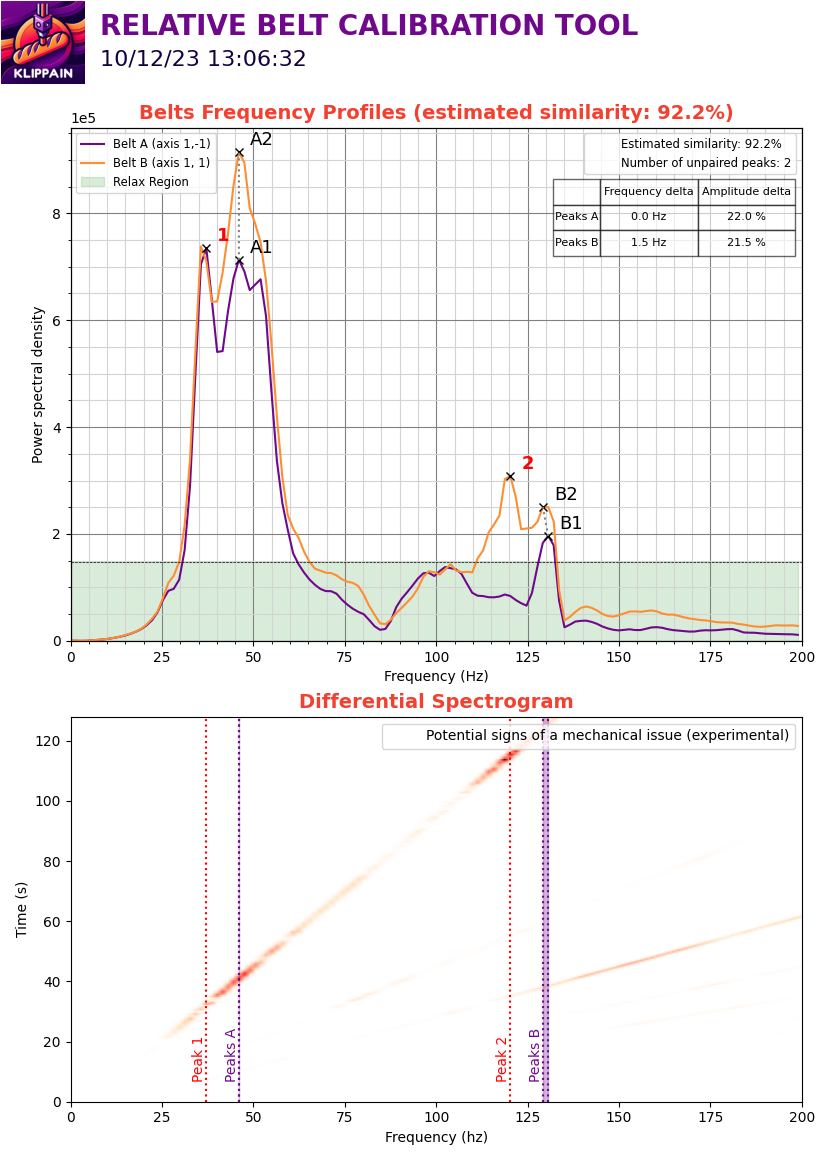 KLIPPAIN
RELATIVE BELT CALIBRATION TOOL
10/12/23 13:06:32
Belts Frequency Profiles (estimated similarity: 92.2%)
1e5
Belt A (axis 1,-1)
Belt B (axis 1, 1)
Relax Region
Estimated similarity: 92.2%
Number of unpaired peaks: 2
Frequency delta Amplitude delta
Peaks A 0.0 Hz 22.0 %
Peaks B 1.5 Hz 21.5 %
A2
1
A1
2
B2
B1
Power spectral density
8
6
4
2
0
0 25 50 75 100 125 150 175 200
Frequency (Hz)
Differential Spectrogram
Potential signs of a mechanical issue (experimental)
Time (s)
120
100
80
60
40
20
0
Peak 1
Peaks A
Peak 2
Peaks B
0 25 50 75 100 125 150 175 200
Frequency (hz)